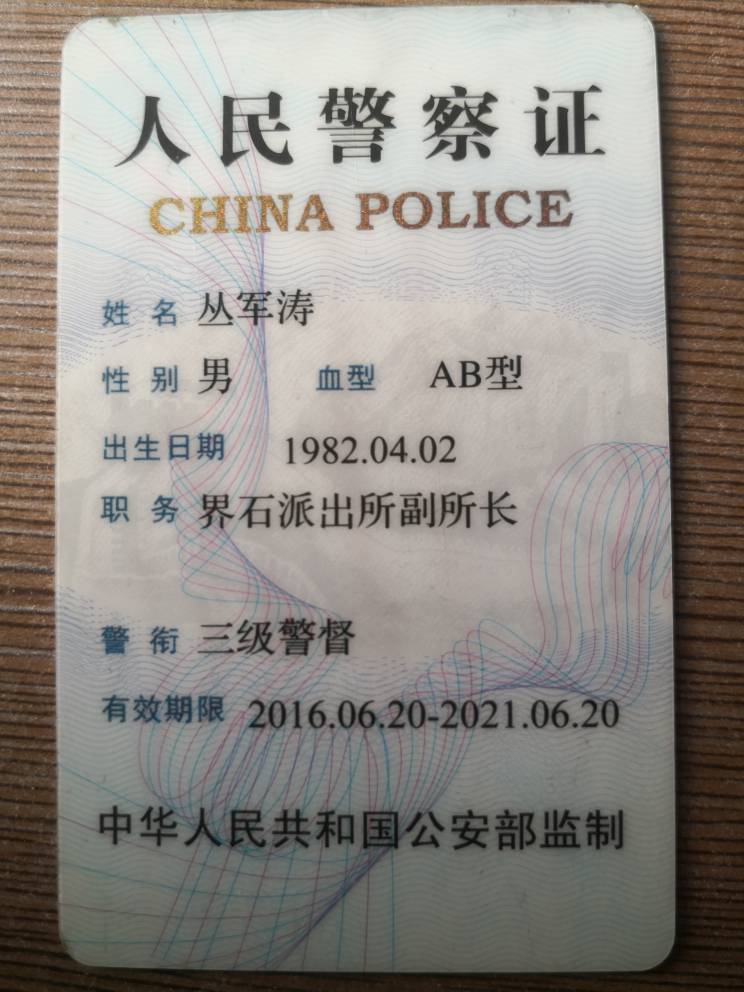 人民警察证
CHINA POLICE
姓名 丛军涛
性别 男 血型 AB型
出生日期 1982.04.02
职务 界石派出所副所长
警衔 三级警督
有效期限 2016.06.20-2021.06.20
中华人民共和国公安部监制